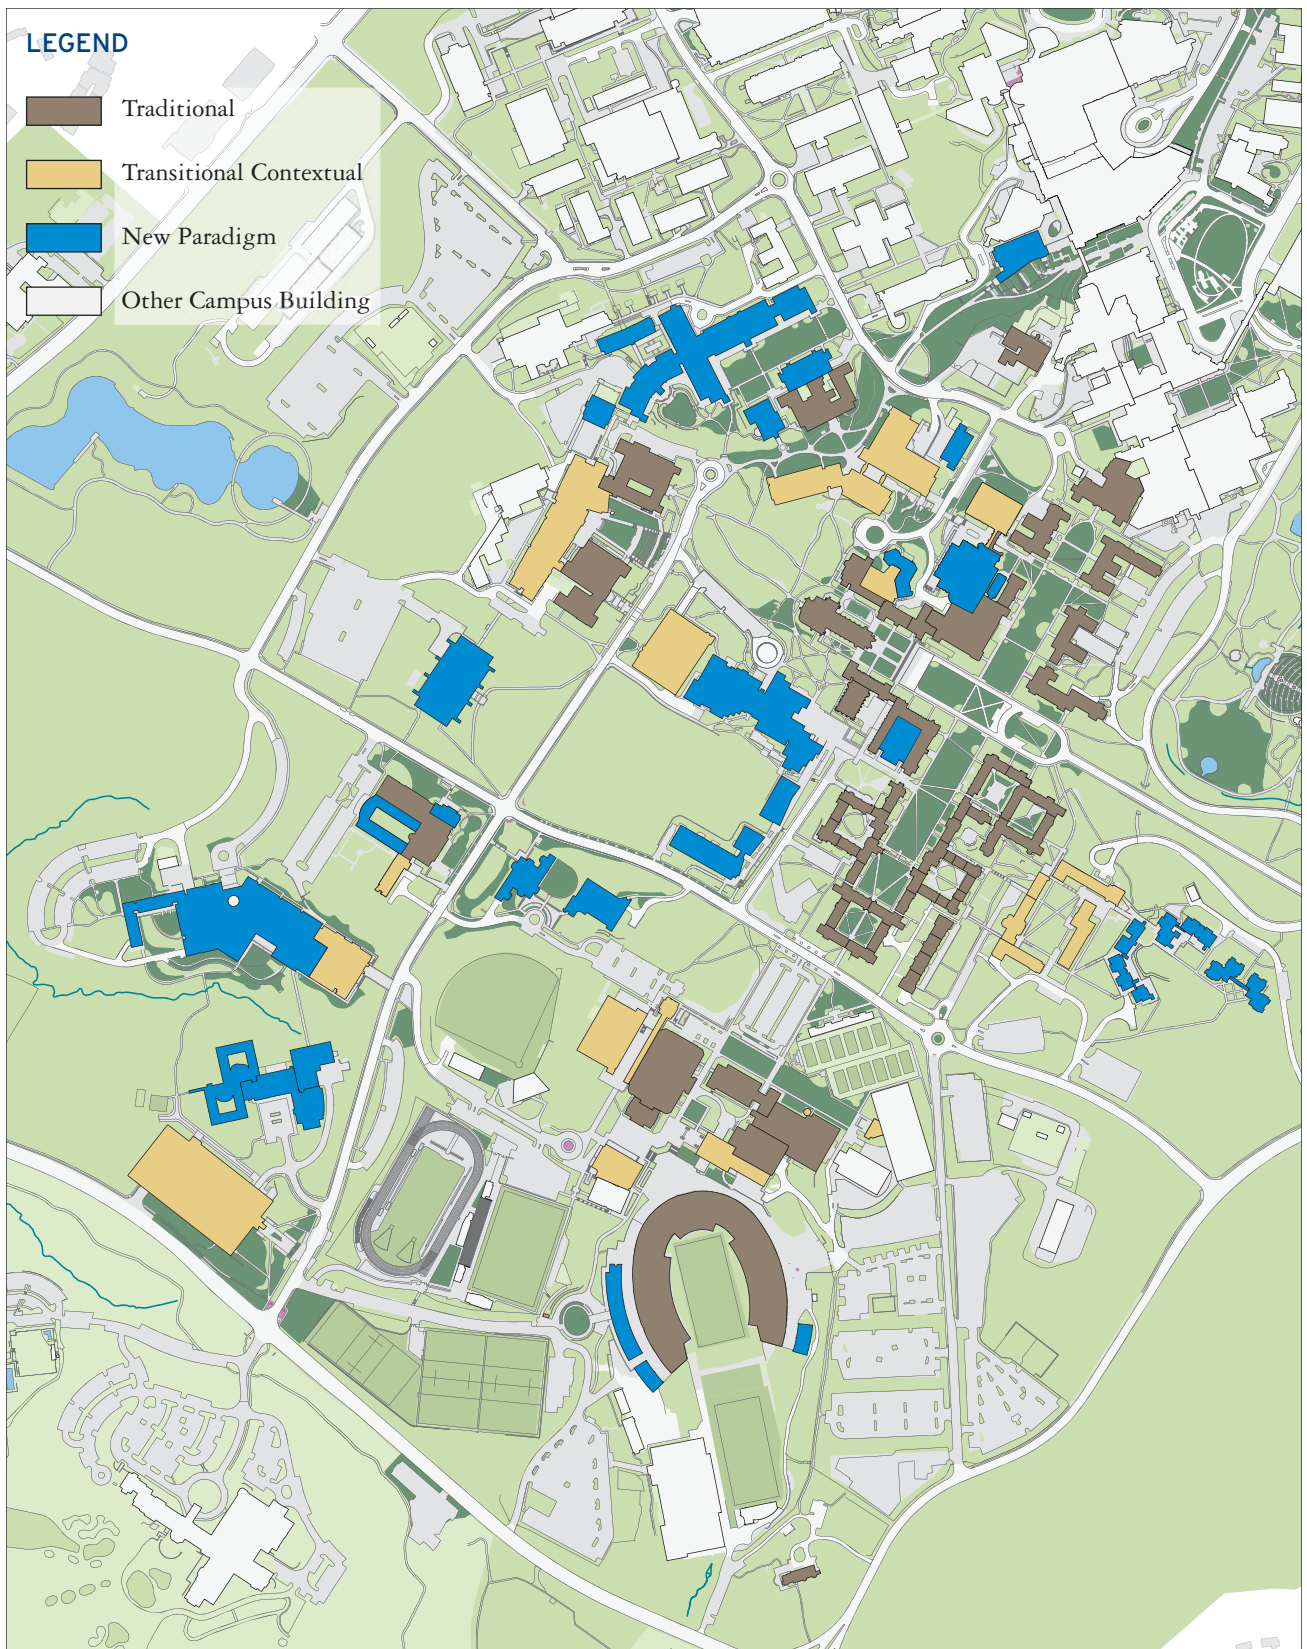 LEGEND
Traditional
Transitional Contextual
New Paradigm
Other Campus Building